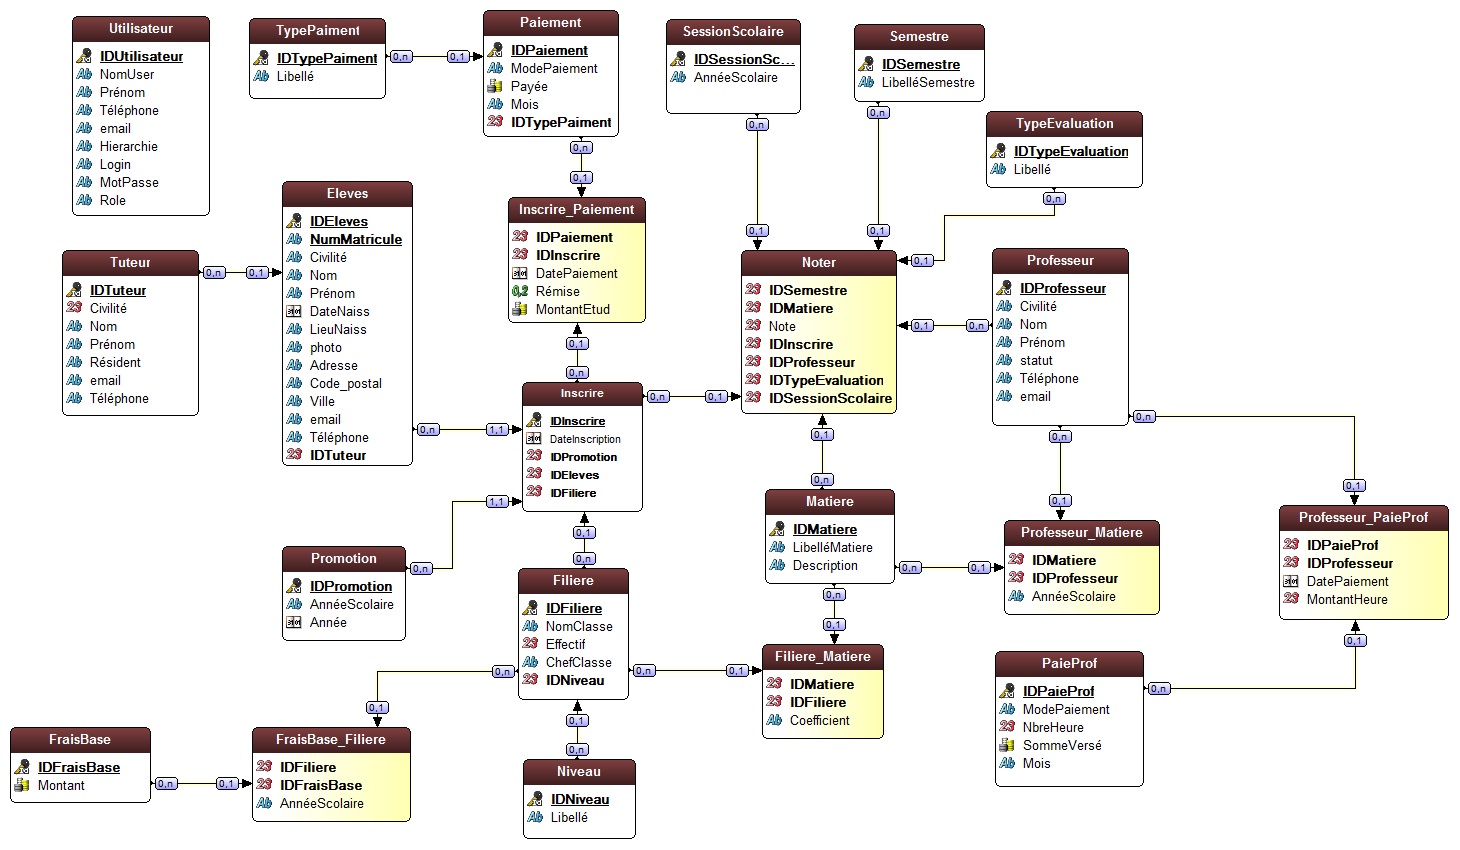 Utilisateur
IDUtilisateur
NomUser
Prénom
Téléphone
email
Hierarchie
Login
MotPasse
Role
TypePaiment
IDTypePaiment
Libellé
0,n
0,1
Paiement
IDPaiement
ModePaiement
Payée
Mois
IDTypePaiment
0,n
0,1
SessionScolaire
IDSessionSc...
AnnéeScolaire
0,n
0,1
Semestre
IDSemestre
LibelléSemestre
0,n
0,1
TypeEvaluation
IDTypeEvaluation
Libellé
0,n
0,1
Tuteur
IDTuteur
Civilité
Nom
Prénom
Résident
email
Téléphone
0,n
0,1
Eleves
IDEleves
NumMatricule
Civilité
Nom
Prénom
DateNaiss
LieuNaiss
photo
Adresse
Code_postal
Ville
email
Téléphone
IDTuteur
0,n
1,1
Inscrire_Paiement
IDPaiement
IDInscrire
DatePaiement
Rémise
MontantEtud
0,1
0,n
Inscrire
IDInscrire
DateInscription
IDPromotion
IDEleves
IDFiliere
0,n
0,1
Noter
IDSemestre
IDMatiere
Note
IDInscrire
IDProfesseur
IDTypeEvaluation
IDSessionScolaire
0,1
0,n
Professeur
IDProfesseur
Civilité
Nom
Prénom
statut
Téléphone
email
0,n
0,1
0,n
0,1
0,1
0,n
Matiere
IDMatiere
LibelléMatiere
Description
0,n
0,1
0,n
0,1
Professeur_Matiere
IDMatiere
IDProfesseur
AnnéeScolaire
Professeur_PaieProf
IDPaieProf
IDProfesseur
DatePaiement
MontantHeure
0,1
0,n
PaieProf
IDPaieProf
ModePaiement
NbreHeure
SommeVersé
Mois
Promotion
IDPromotion
AnnéeScolaire
Année
0,n
1,1
0,1
0,n
Filiere
IDFiliere
NomClasse
Effectif
ChefClasse
IDNiveau
0,n
0,1
0,n
0,1
Filiere_Matiere
IDMatiere
IDFiliere
Coefficient
FraisBase
IDFraisBase
Montant
0,n
0,1
FraisBase_Filiere
IDFiliere
IDFraisBase
AnnéeScolaire
0,1
0,n
Niveau
IDNiveau
Libellé